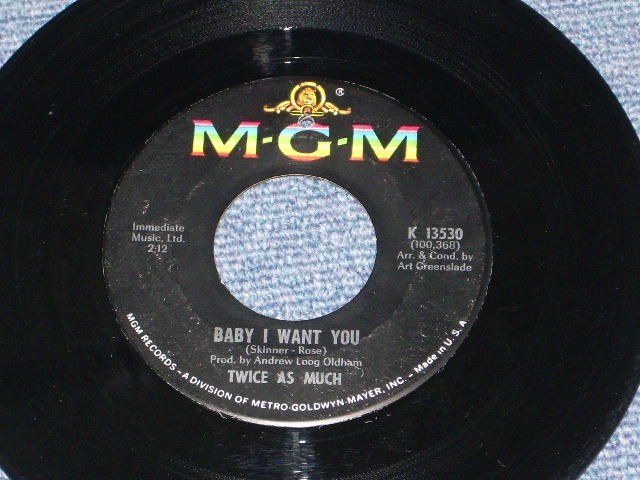 ®
M-G-M
Immediate
Music, Ltd.
2:12
K 13530
(100,368)
Arr. & Cond. by
Art Greenslade
BABY I WANT YOU
(Skinner - Rose)
Prod. by Andrew Loog Oldham
TWICE AS MUCH
MGM RECORDS - A DIVISION OF METRO-GOLDWYN-MAYER, INC. - Made in U.S.A